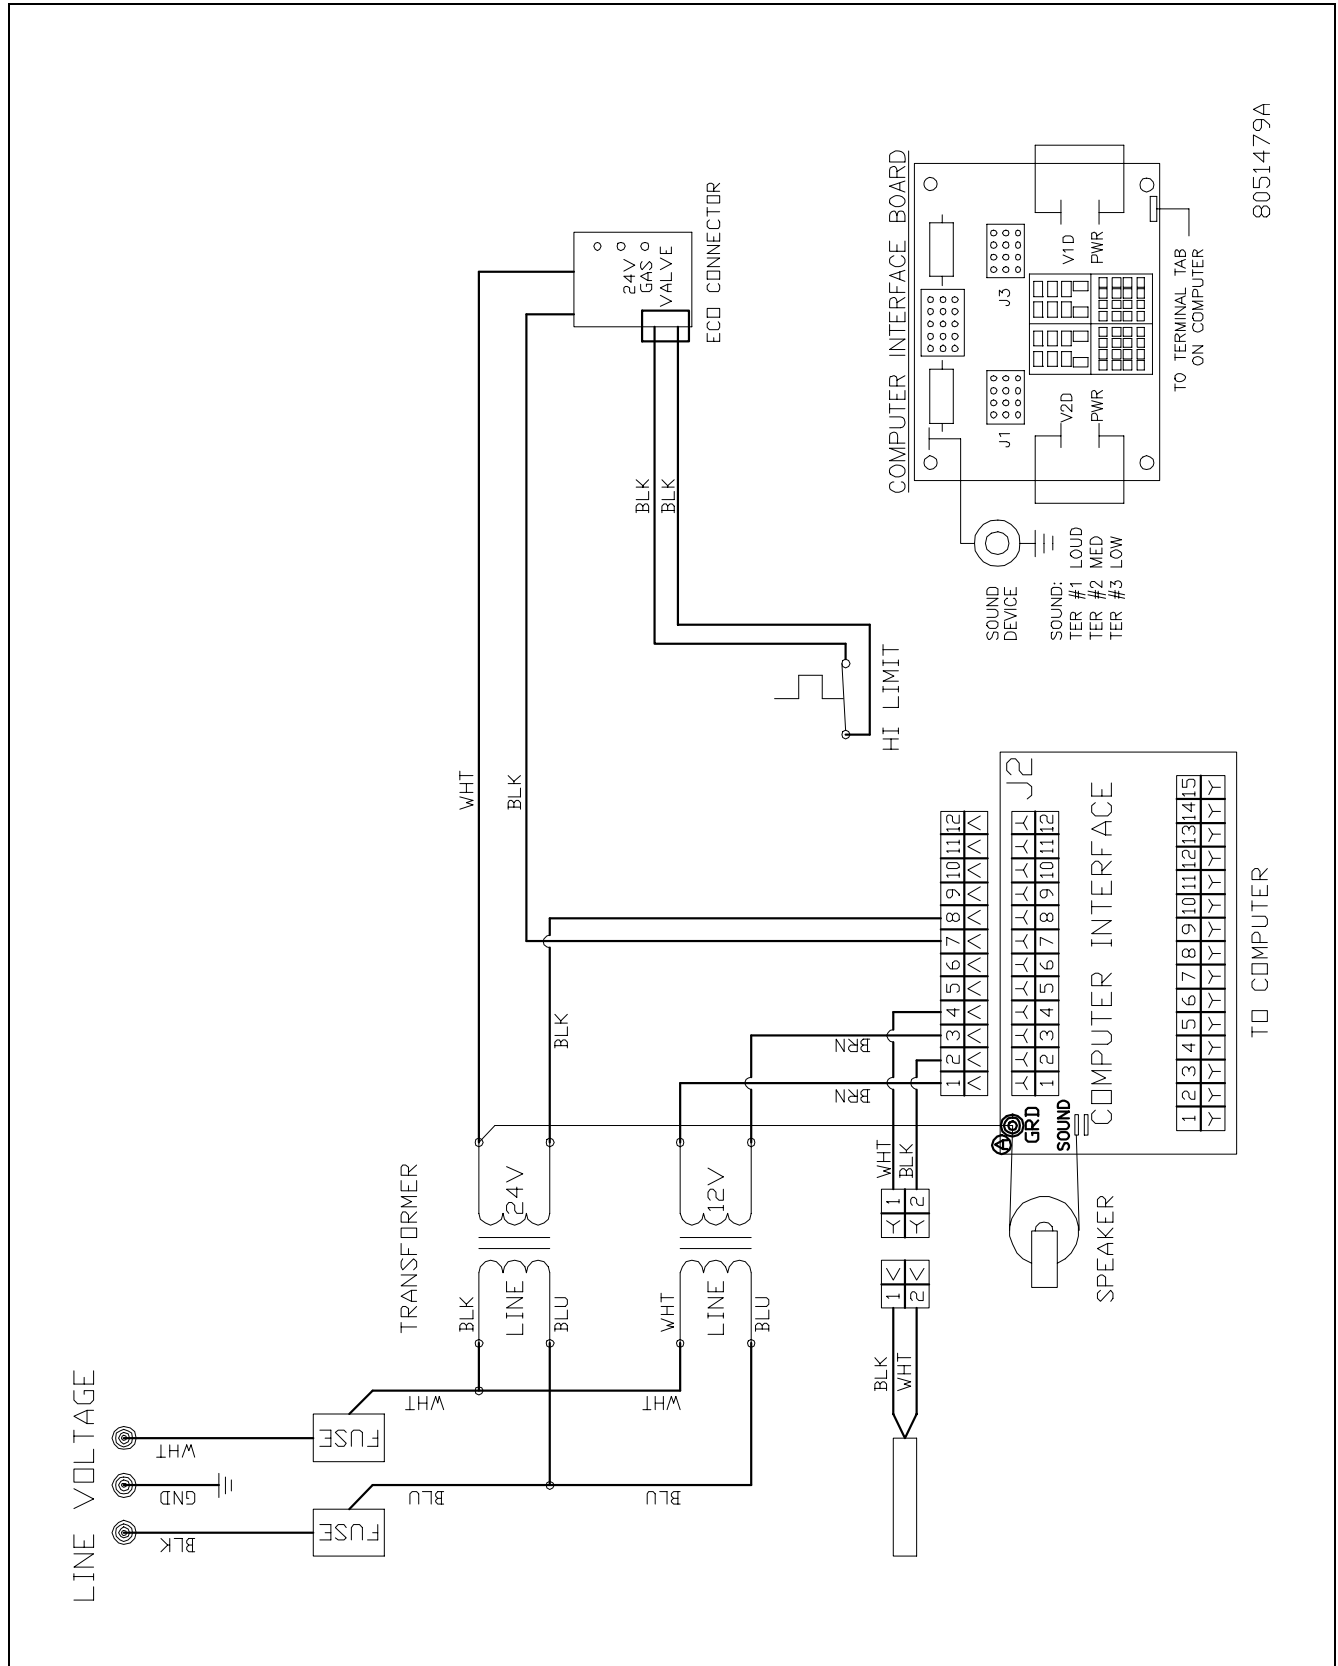 LINE VOLTAGE
BLK
GND
WHT
FUSE
FUSE
BLU
WHT
BLU
WHT
TRANSFORMER
BLK
LINE
BLU
24V
WHT
LINE
BLU
12V
WHT
BLK
BLK
24V
GAS
VALVE
ECO CONNECTOR
BLK
BLK
HI LIMIT
BRN
BRN
BLK
WHT
1
2
1
2
WHT
BLK
1 2 3 4 5 6 7 8 9 10 11 12
1 2 3 4 5 6 7 8 9 10 11 12
J2
A
GRD
SOUND
COMPUTER INTERFACE
1 2 3 4 5 6 7 8 9 10 11 12 13 14 15
TO COMPUTER
SPEAKER
COMPUTER INTERFACE BOARD
J1
J3
V2D
PWR
V1D
PWR
TO TERMINAL TAB
ON COMPUTER
SOUND
DEVICE
SOUND:
TER #1 LOUD
TER #2 MED
TER #3 LOW
8051479A